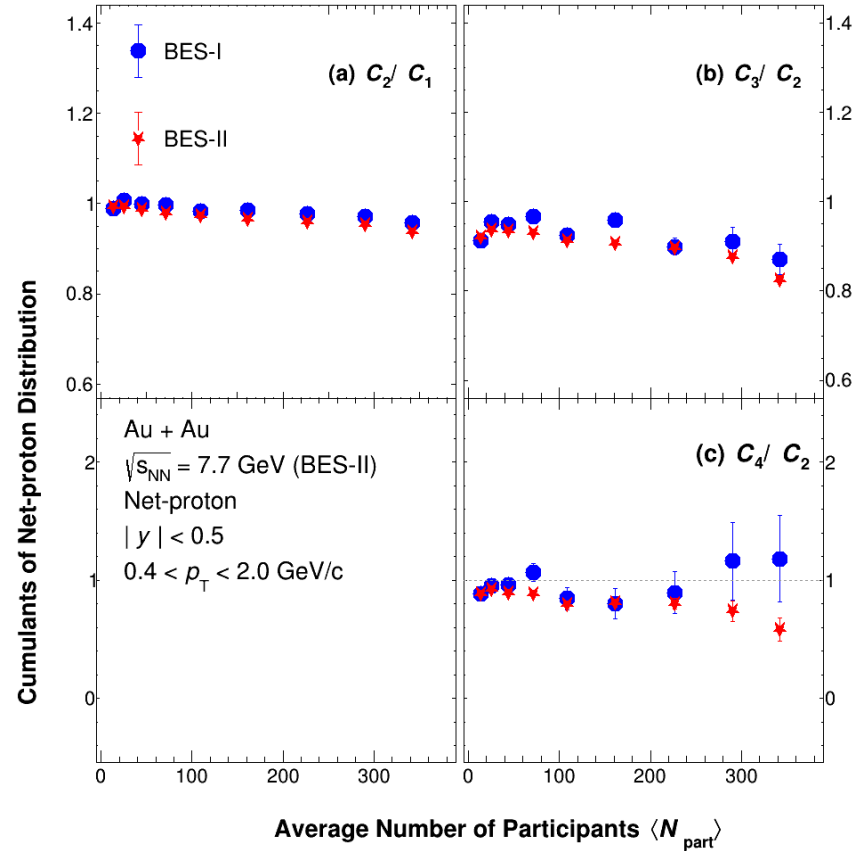 1.4
1.2
1
0.8
0.6
BES-I
BES-II
(a) C2/ C1
(b) C3/ C2
1.4
1.2
1
0.8
0.6
Au + Au
√sNN = 7.7 GeV (BES-II)
Net-proton
| y | < 0.5
0.4 < pT < 2.0 GeV/c
2
1
0
(c) C4/ C2
2
1
0
0 100 200 300
0 100 200 300
Cumulants of Net-proton Distribution
Average Number of Participants ⟨Npart⟩